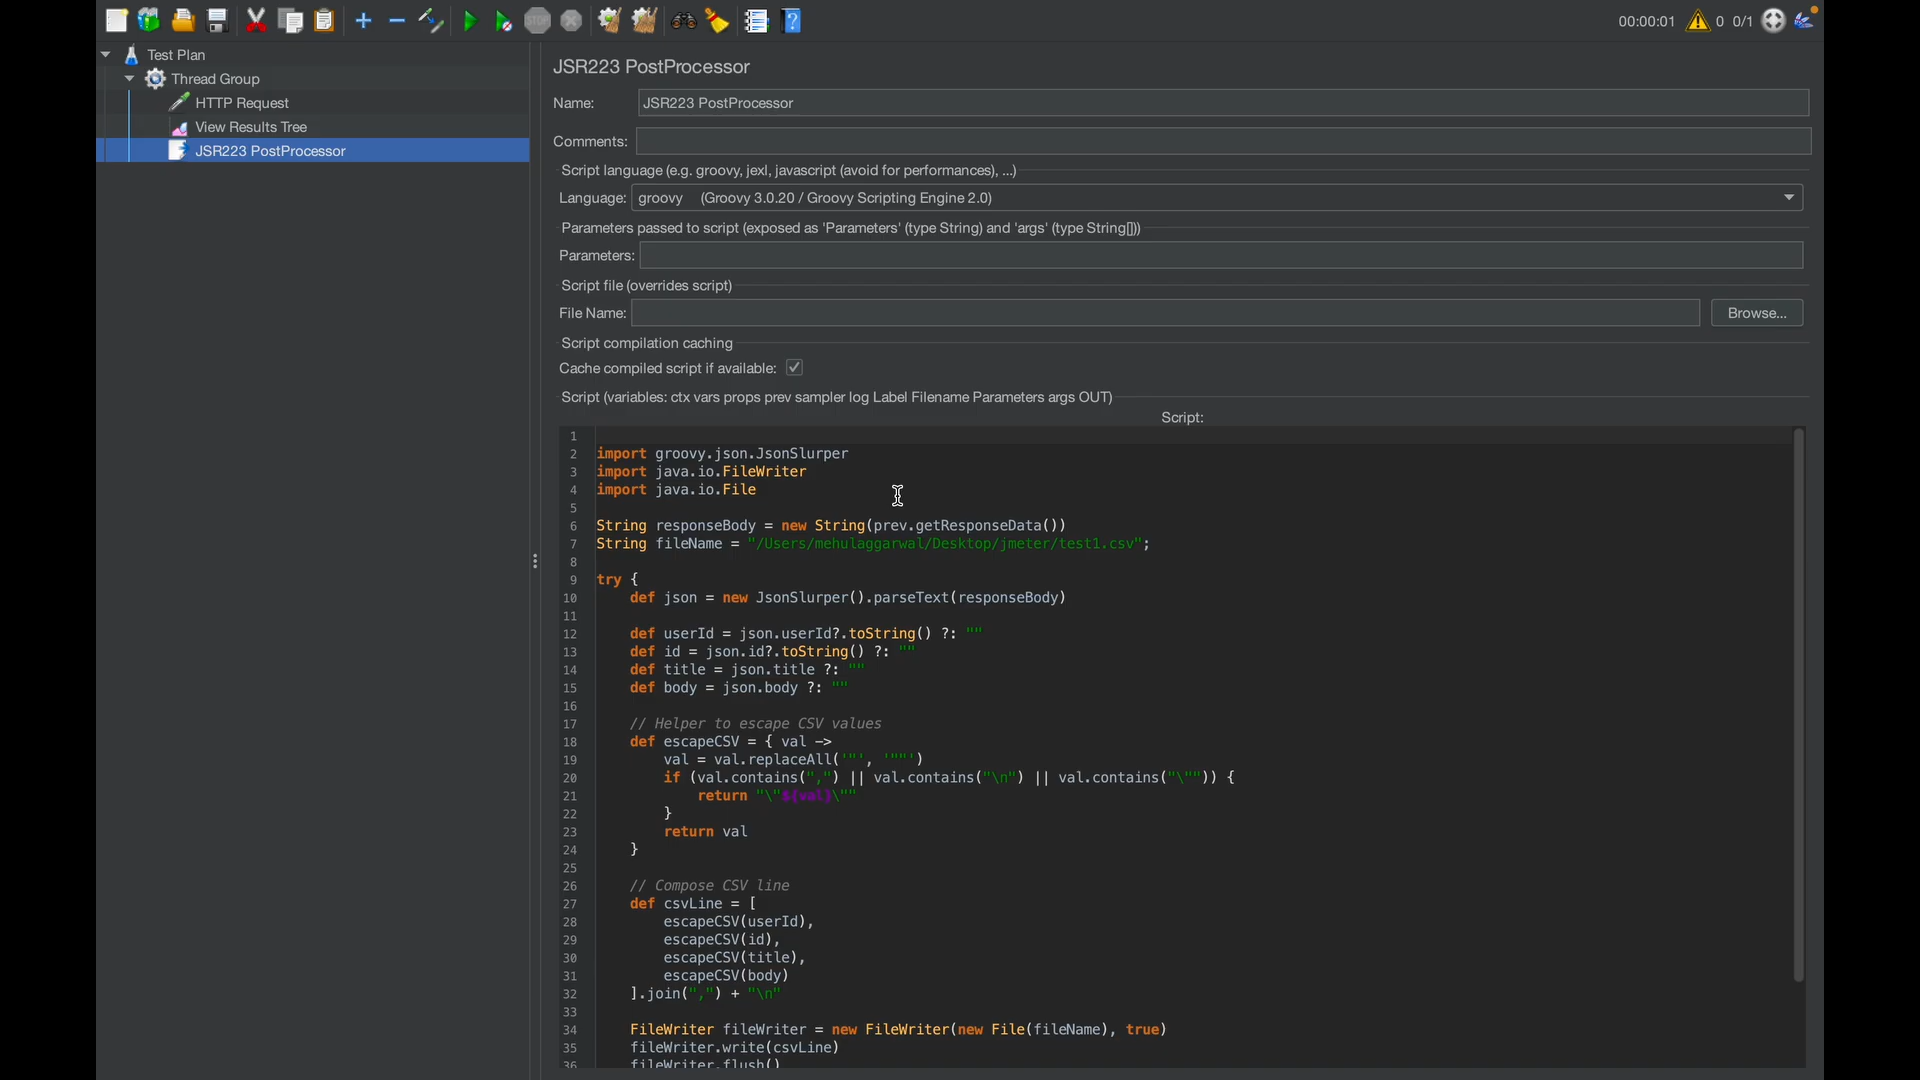 STOP
00:00:01
0 0/1
Test Plan
Thread Group
HTTP Request
View Results Tree
JSR223 PostProcessor
JSR223 PostProcessor
Name: JSR223 PostProcessor
Comments:
Script language (e.g. groovy, jexl, javascript (avoid for performances), ...)
Language: groovy (Groovy 3.0.20 / Groovy Scripting Engine 2.0)
Parameters passed to script (exposed as 'Parameters' (type String) and 'args' (type String[]))
Parameters:
Script file (overrides script)
File Name: Browse...
Script compilation caching
Cache compiled script if available:
Script (variables: ctx vars props prev sampler log Label Filename Parameters args OUT)
Script:
1
2 import groovy.json.JsonSlurper
3 import java.io.FileWriter
4 import java.io.File
5
6 String responseBody = new String(prev.getResponseData())
7 String fileName = "/Users/mehulaggarwal/Desktop/jmeter/test1.csv";
8
9 try {
10 def json = new JsonSlurper().parseText(responseBody)
11
12 def userId = json.userId?.toString() ?: ""
13 def id = json.id?.toString() ?: ""
14 def title = json.title ?: ""
15 def body = json.body ?: ""
16
17 // Helper to escape CSV values
18 def escapeCSV = { val ->
19 val = val.replaceAll('"', '""')
20 if (val.contains(",") || val.contains("\n") || val.contains("\"")) {
21 return "\"${val}\""
22 }
23 return val
24 }
25
26 // Compose CSV line
27 def csvLine = [
28 escapeCSV(userId),
29 escapeCSV(id),
30 escapeCSV(title),
31 escapeCSV(body)
32 ].join(",") + "\n"
33
34 FileWriter fileWriter = new FileWriter(new File(fileName), true)
35 fileWriter.write(csvLine)
36 fileWriter.flush()